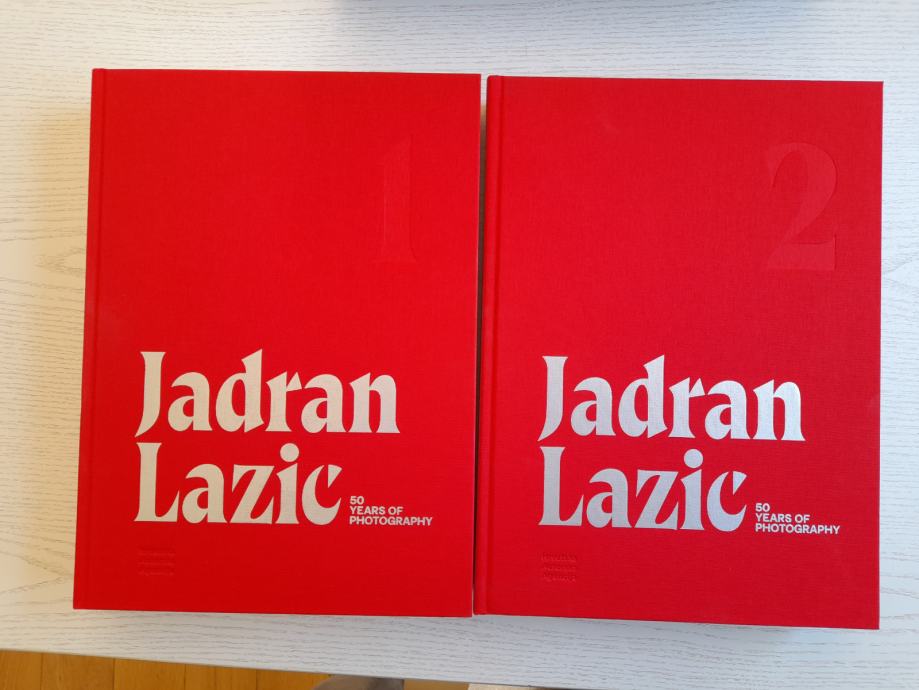 1
Jadran
Lazic
50
YEARS OF
PHOTOGRAPHY
2
Jadran
Lazic
50
YEARS OF
PHOTOGRAPHY